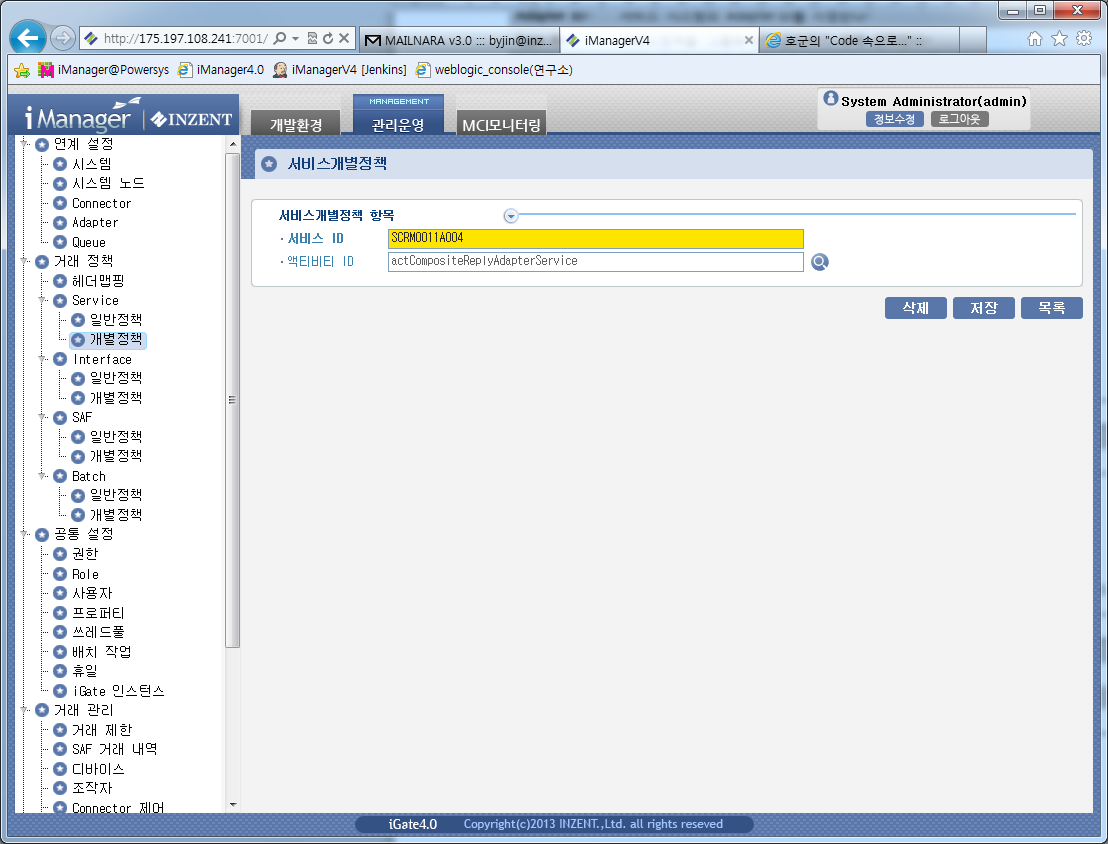 http://175.197.108.241:7001/
MAILNARA v3.0 ::: byjin@inz...
iManagerV4
호군의 "Code 속으로..." ::
iManager@Powersys
iManager4.0
iManagerV4 [Jenkins]
weblogic_console(연구소)
iManager INZENT
개발환경
MANAGEMENT
관리운영
MCI모니터링
System Administrator(admin)
정보수정 로그아웃
연계 설정
시스템
시스템 노드
Connector
Adapter
Queue
거래 정책
헤더맵핑
Service
일반정책
개별정책
Interface
일반정책
개별정책
SAF
일반정책
개별정책
Batch
일반정책
개별정책
공통 설정
권한
Role
사용자
프로퍼티
쓰레드풀
배치 작업
휴일
iGate 인스턴스
거래 관리
거래 제한
SAF 거래 내역
디바이스
조작자
Connector 제어
서비스개별정책
서비스개별정책 항목
·서비스 ID SCRM0011A004
·액티비티 ID actCompositeReplyAdapterService
삭제 저장 목록
iGate4.0 Copyright(c)2013 INZENT.,Ltd. all rights reseved